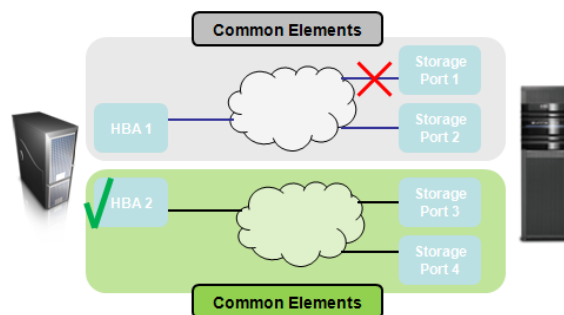 Common Elements
Storage
Port 1
HBA 1
Storage
Port 2
HBA 2
Storage
Port 3
Storage
Port 4
Common Elements